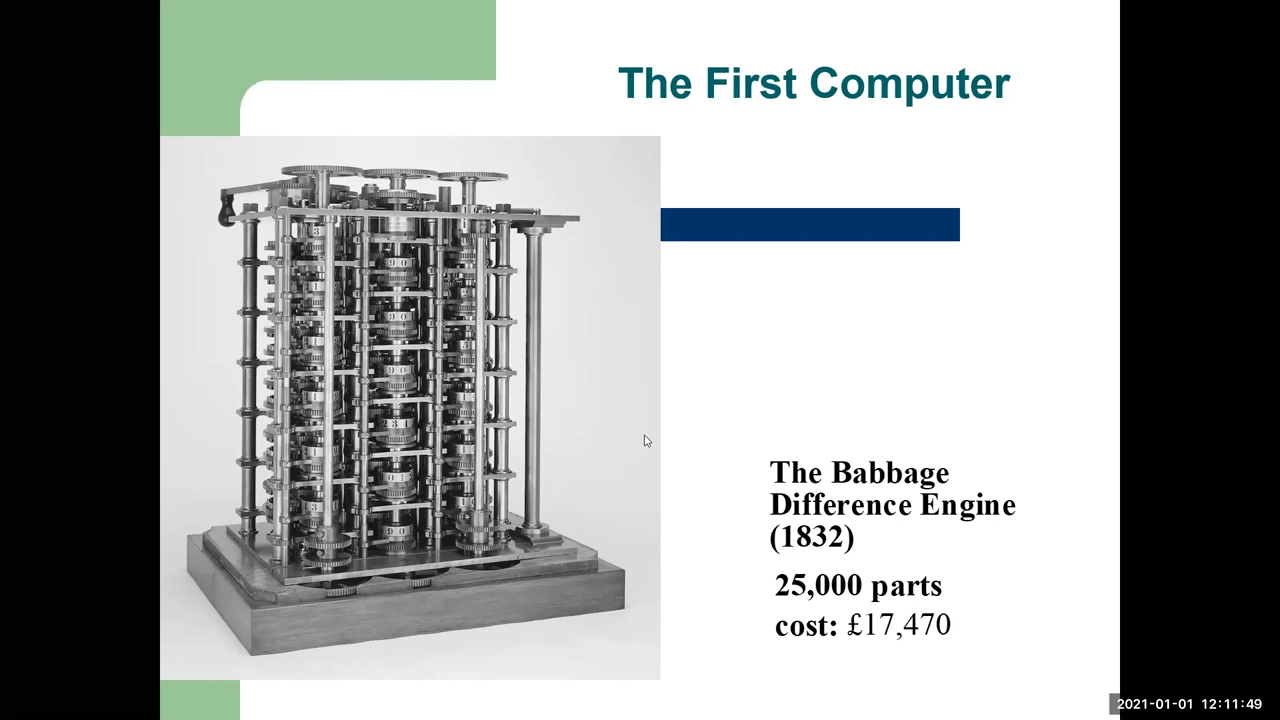 The First Computer
The Babbage
Difference Engine
(1832)
25,000 parts
cost: £17,470
2021-01-01 12:11:49